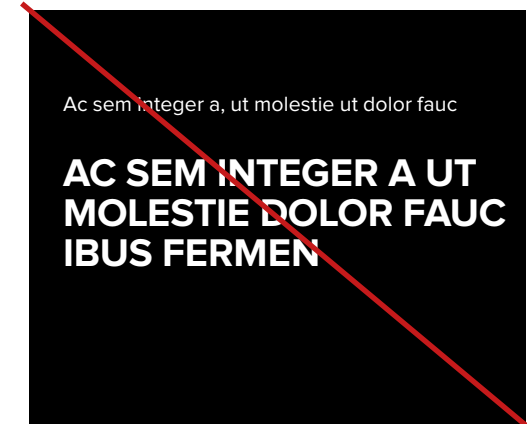 Ac sem integer a, ut molestie ut dolor fauc
AC SEM INTEGER A UT
MOLESTIE DOLOR FAUC
IBUS FERMEN